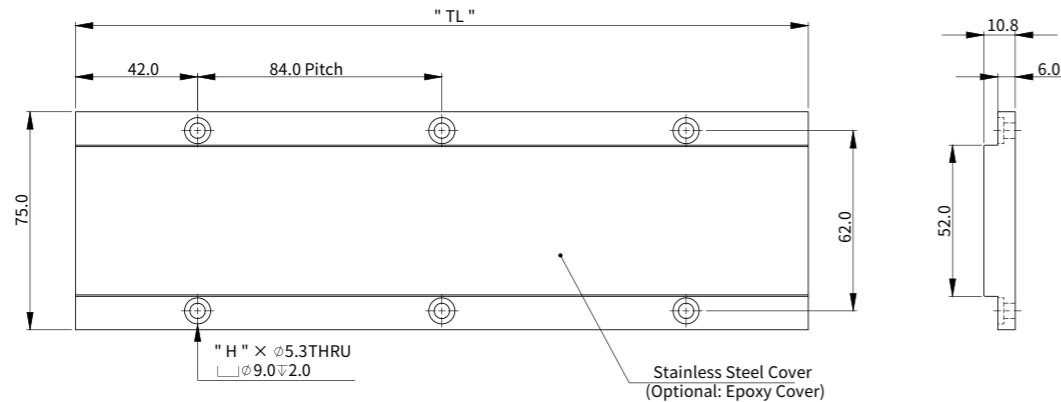 " TL "
10.8
42.0
84.0 Pitch
6.0
75.0
62.0
52.0
" H " × ⌀5.3THRU
⌴⌀9.0↧2.0
Stainless Steel Cover
(Optional: Epoxy Cover)